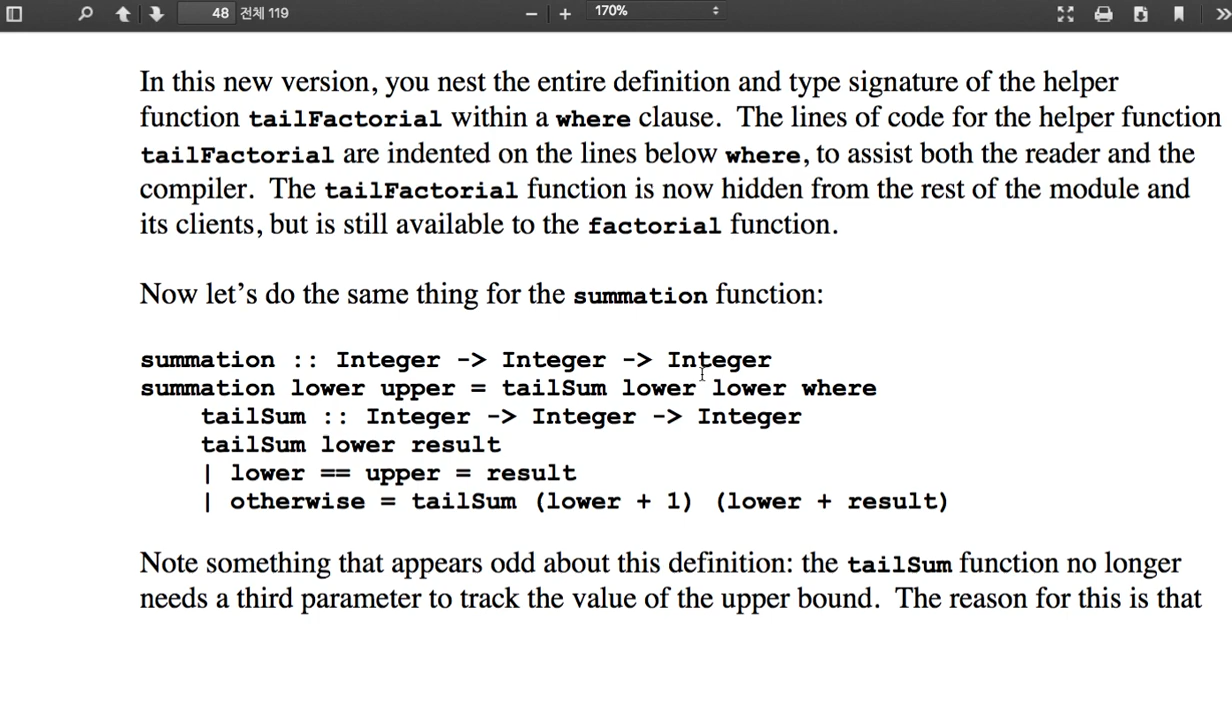 48 전체 119
170%
In this new version, you nest the entire definition and type signature of the helper
function tailFactorial within a where clause. The lines of code for the helper function
tailFactorial are indented on the lines below where, to assist both the reader and the
compiler. The tailFactorial function is now hidden from the rest of the module and
its clients, but is still available to the factorial function.
Now let’s do the same thing for the summation function:
summation :: Integer -> Integer -> Integer
summation lower upper = tailSum lower lower where
tailSum :: Integer -> Integer -> Integer
tailSum lower result
| lower == upper = result
| otherwise = tailSum (lower + 1) (lower + result)
Note something that appears odd about this definition: the tailSum function no longer
needs a third parameter to track the value of the upper bound. The reason for this is that